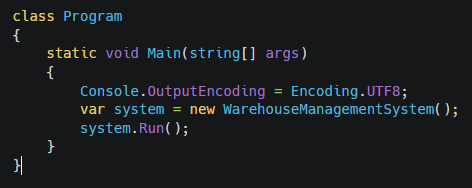 class Program
{
    static void Main(string[] args)
    {
        Console.OutputEncoding = Encoding.UTF8;
        var system = new WarehouseManagementSystem();
        system.Run();
    }
}